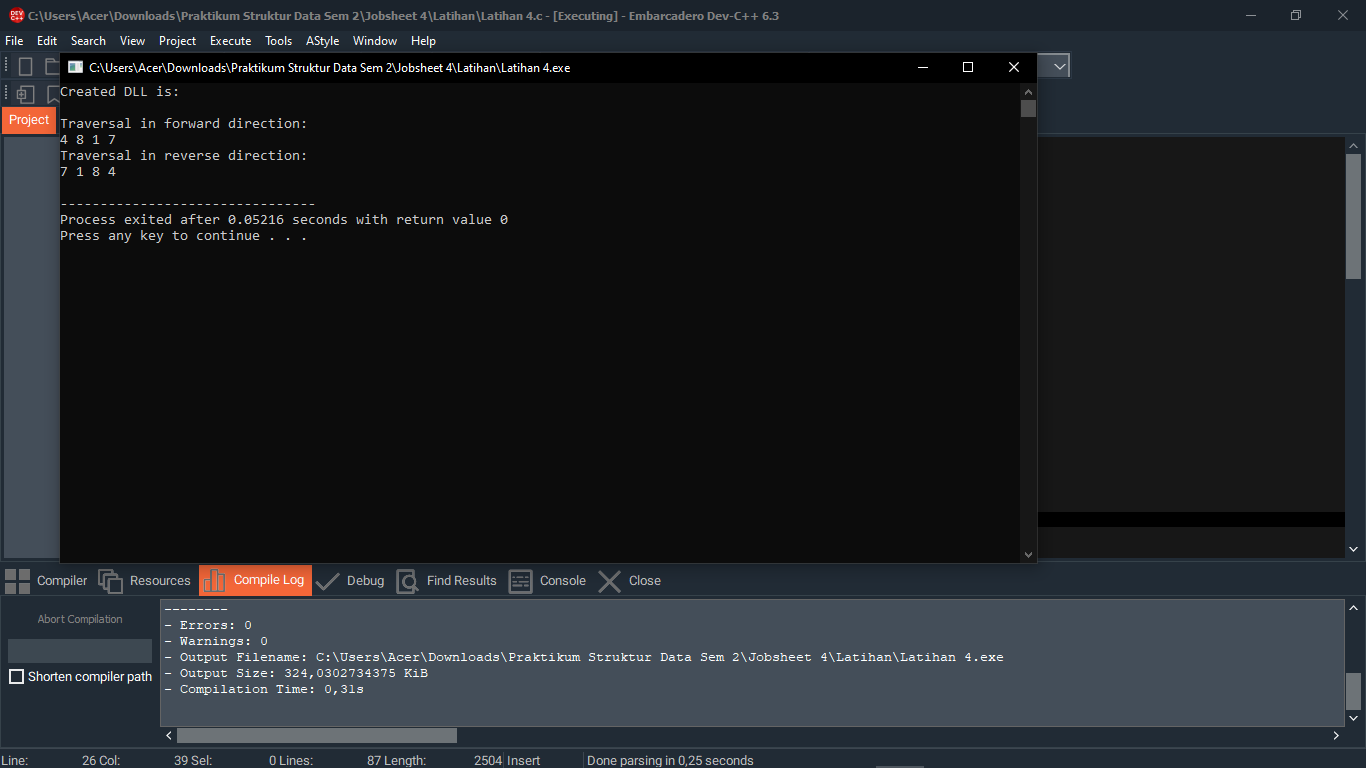 C:\Users\Acer\Downloads\Praktikum Struktur Data Sem 2\Jobsheet 4\Latihan\Latihan 4.c - [Executing] - Embarcadero Dev-C++ 6.3
File Edit Search View Project Execute Tools AStyle Window Help
C:\Users\Acer\Downloads\Praktikum Struktur Data Sem 2\Jobsheet 4\Latihan\Latihan 4.exe
Project
Created DLL is:
Traversal in forward direction:
4 8 1 7
Traversal in reverse direction:
7 1 8 4
--------------------------------
Process exited after 0.05216 seconds with return value 0
Press any key to continue . . .
Compiler Resources Compile Log Debug Find Results Console Close
Abort Compilation
Shorten compiler path
--------
- Errors: 0
- Warnings: 0
- Output Filename: C:\Users\Acer\Downloads\Praktikum Struktur Data Sem 2\Jobsheet 4\Latihan\Latihan 4.exe
- Output Size: 324,0302734375 KiB
- Compilation Time: 0,31s
Line: 26 Col: 39 Sel: 0 Lines: 87 Length: 2504 Insert Done parsing in 0,25 seconds